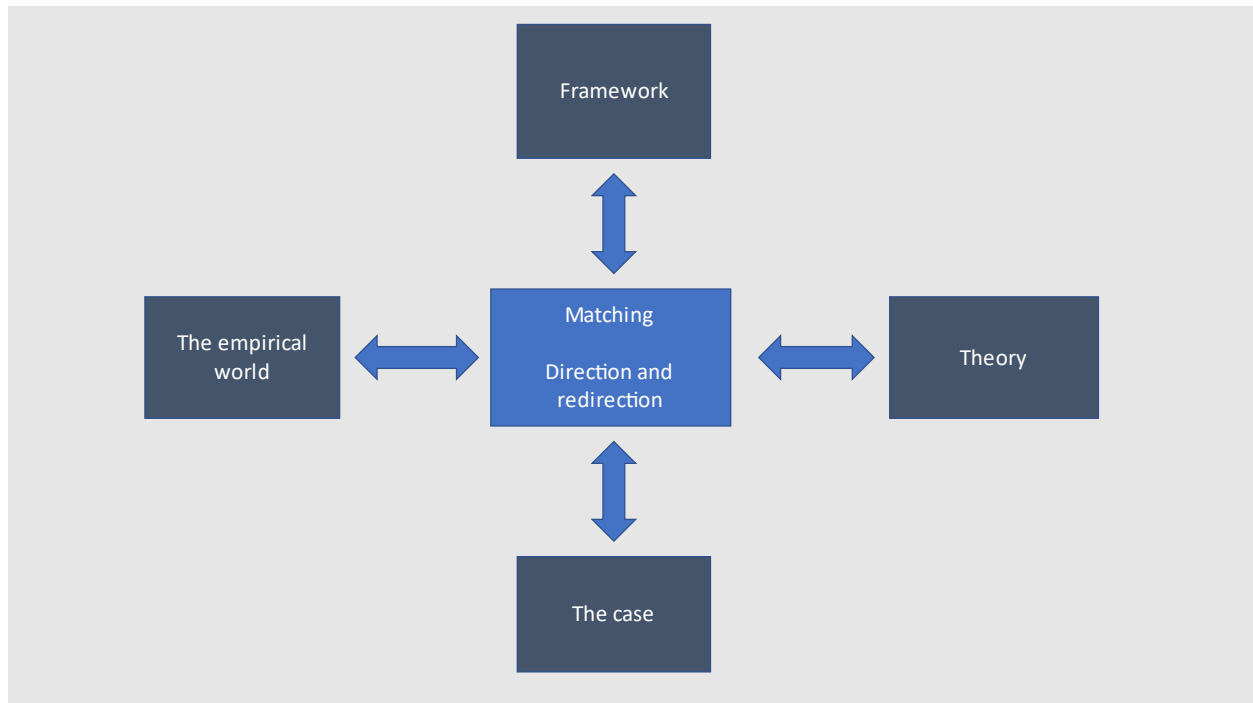 Framework
The empirical
world
Matching
Direction and
redirection
Theory
The case